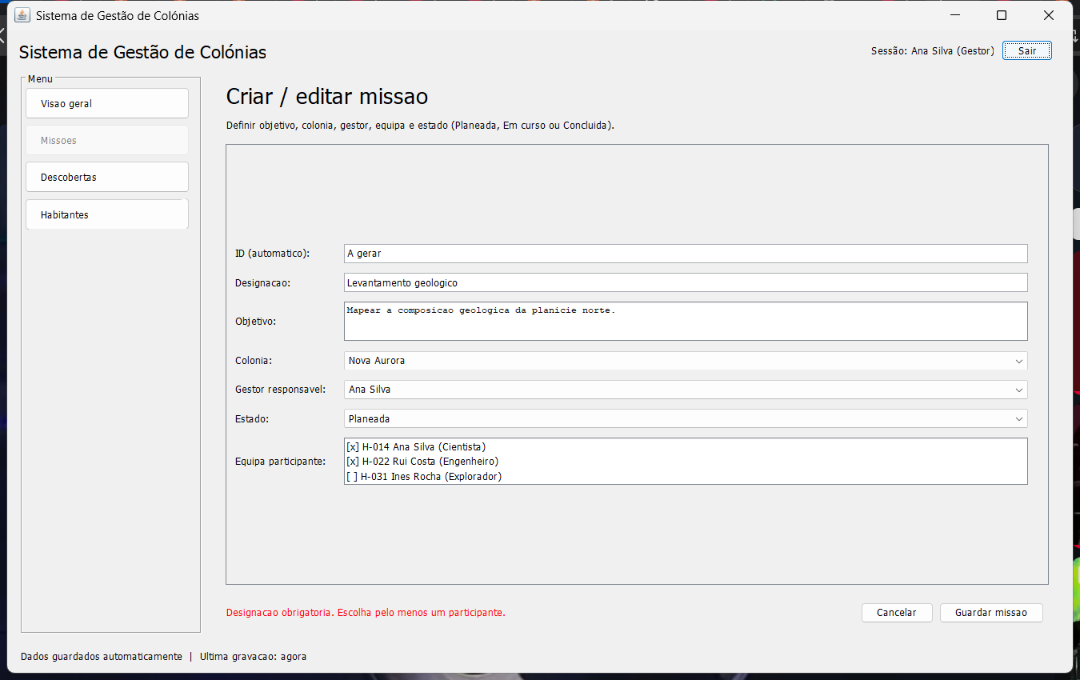 Sistema de Gestão de Colónias
Sistema de Gestão de Colónias
Sessão: Ana Silva (Gestor)
Sair
Menu
Visao geral
Missoes
Descobertas
Habitantes
Criar / editar missao
Definir objetivo, colonia, gestor, equipa e estado (Planeada, Em curso ou Concluida).
ID (automatico): A gerar
Designacao: Levantamento geologico
Objetivo: Mapear a composicao geologica da planicie norte.
Colonia: Nova Aurora
Gestor responsavel: Ana Silva
Estado: Planeada
Equipa participante:
[x] H-014 Ana Silva (Cientista)
[x] H-022 Rui Costa (Engenheiro)
[ ] H-031 Ines Rocha (Explorador)
Designacao obrigatoria. Escolha pelo menos um participante.
Cancelar
Guardar missao
Dados guardados automaticamente | Ultima gravacao: agora